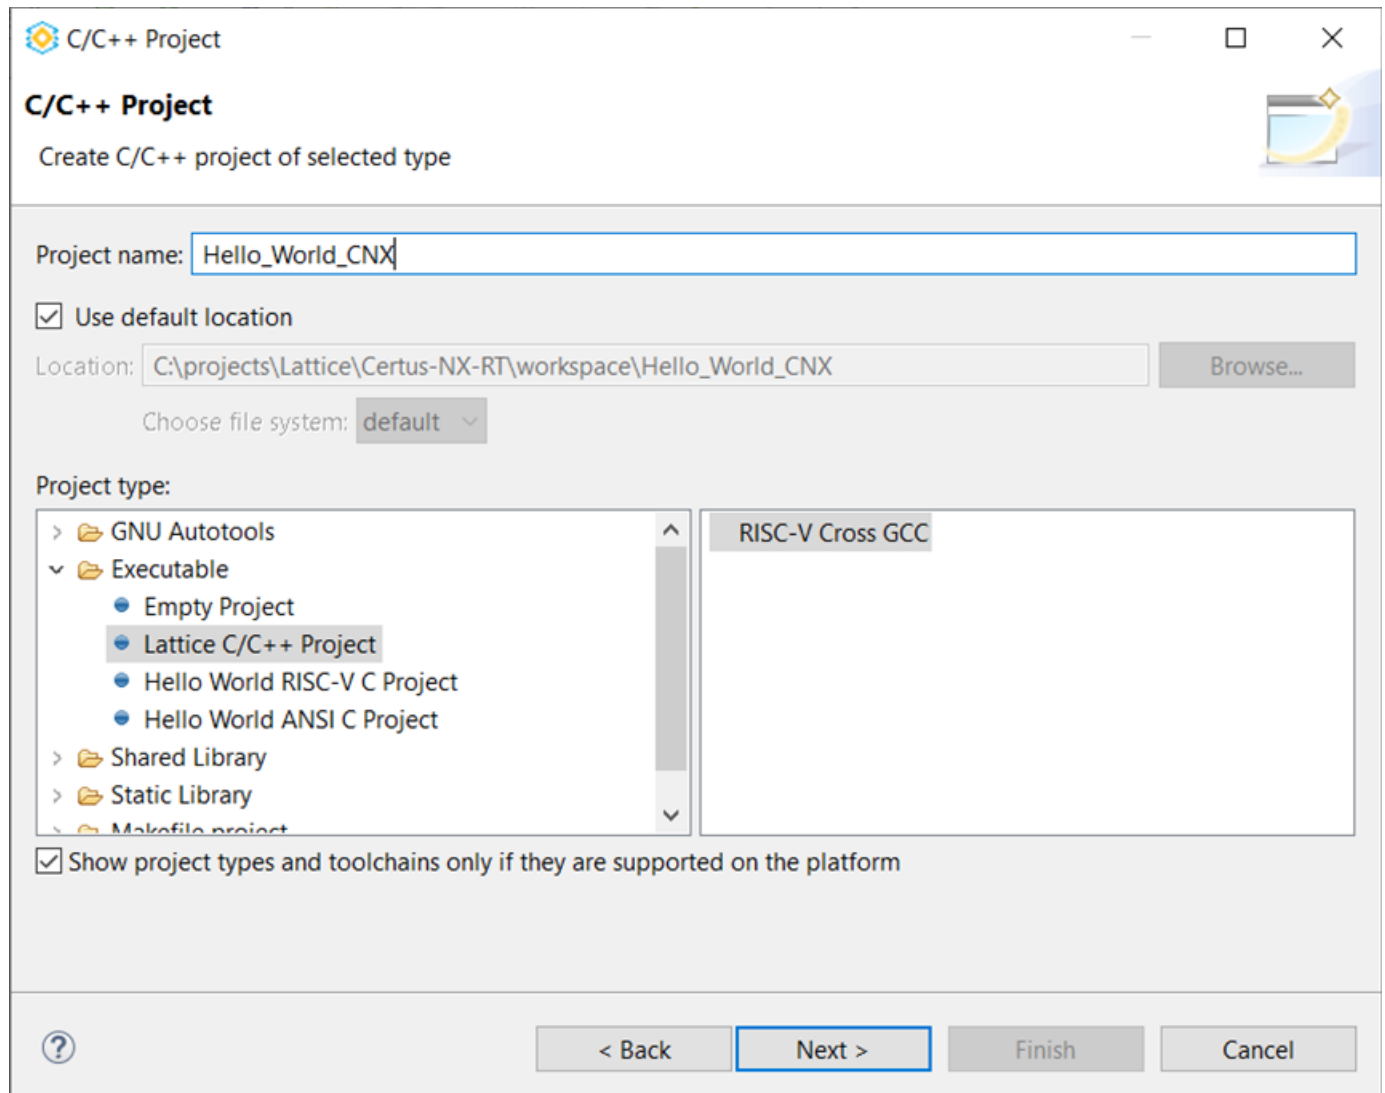 C/C++ Project
C/C++ Project
Create C/C++ project of selected type
Project name: Hello_World_CNX
Use default location
Location: C:\projects\Lattice\Certus-NX-RT\workspace\Hello_World_CNX Browse...
Choose file system: default
Project type:
GNU Autotools
RISC-V Cross GCC
Executable
Empty Project
Lattice C/C++ Project
Hello World RISC-V C Project
Hello World ANSI C Project
Shared Library
Static Library
Makefile project
Show project types and toolchains only if they are supported on the platform
? < Back Next > Finish Cancel